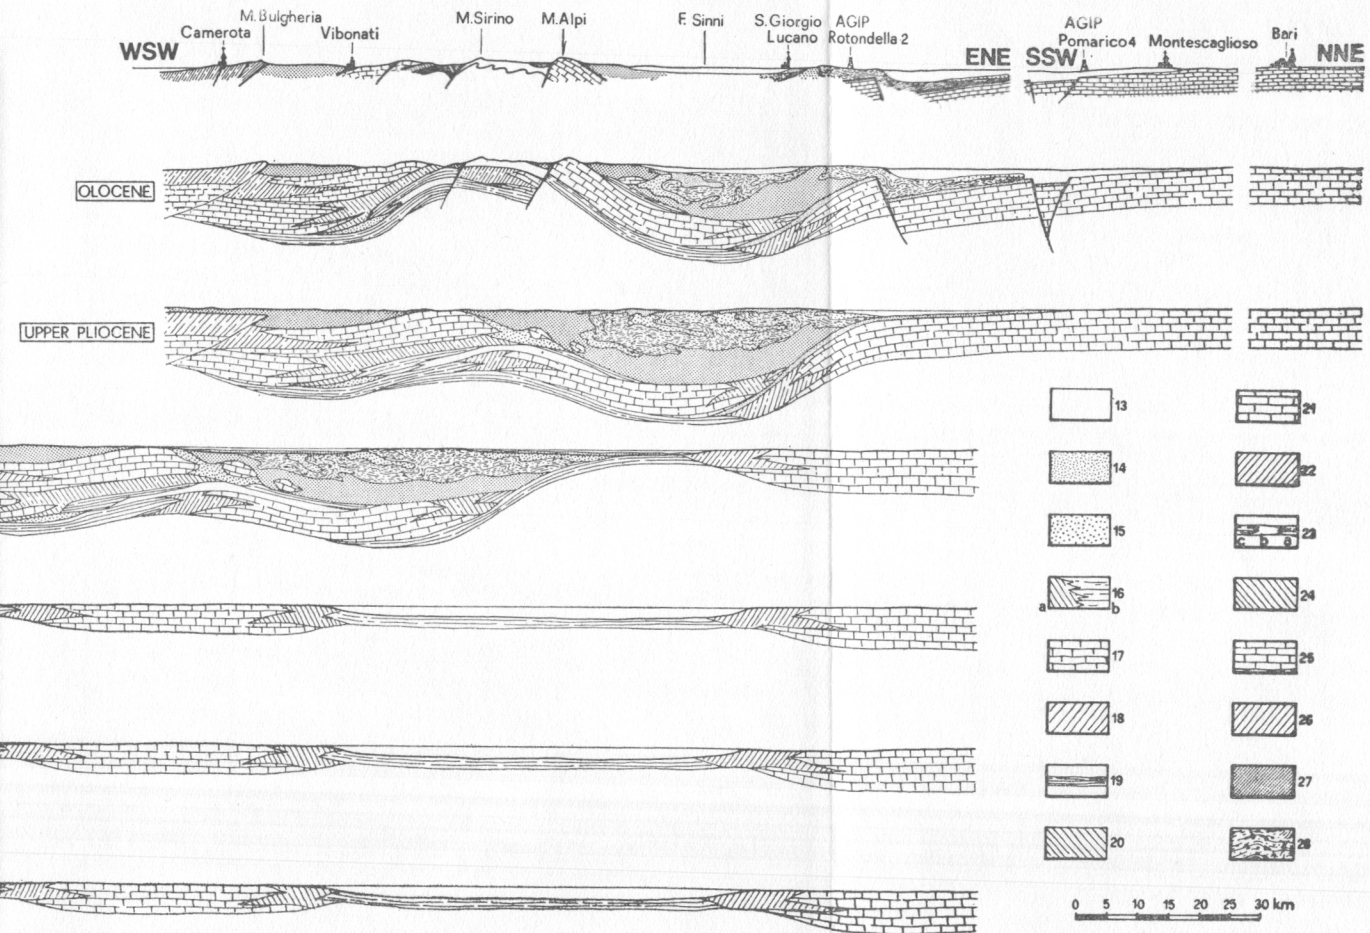 M. Bulgheria
Camerota
Vibonati
M. Sirino
M. Alpi
F. Sinni
S. Giorgio
Lucano
AGIP
Rotondella 2
AGIP
Pomarico 4
Montescaglioso
Bari
WSW
ENE
SSW
NNE
OLOCENE
UPPER PLIOCENE
13
21
14
22
15
23
c b a
16
a
b
24
17
25
18
26
19
27
20
28
0 5 10 15 20 25 30 km